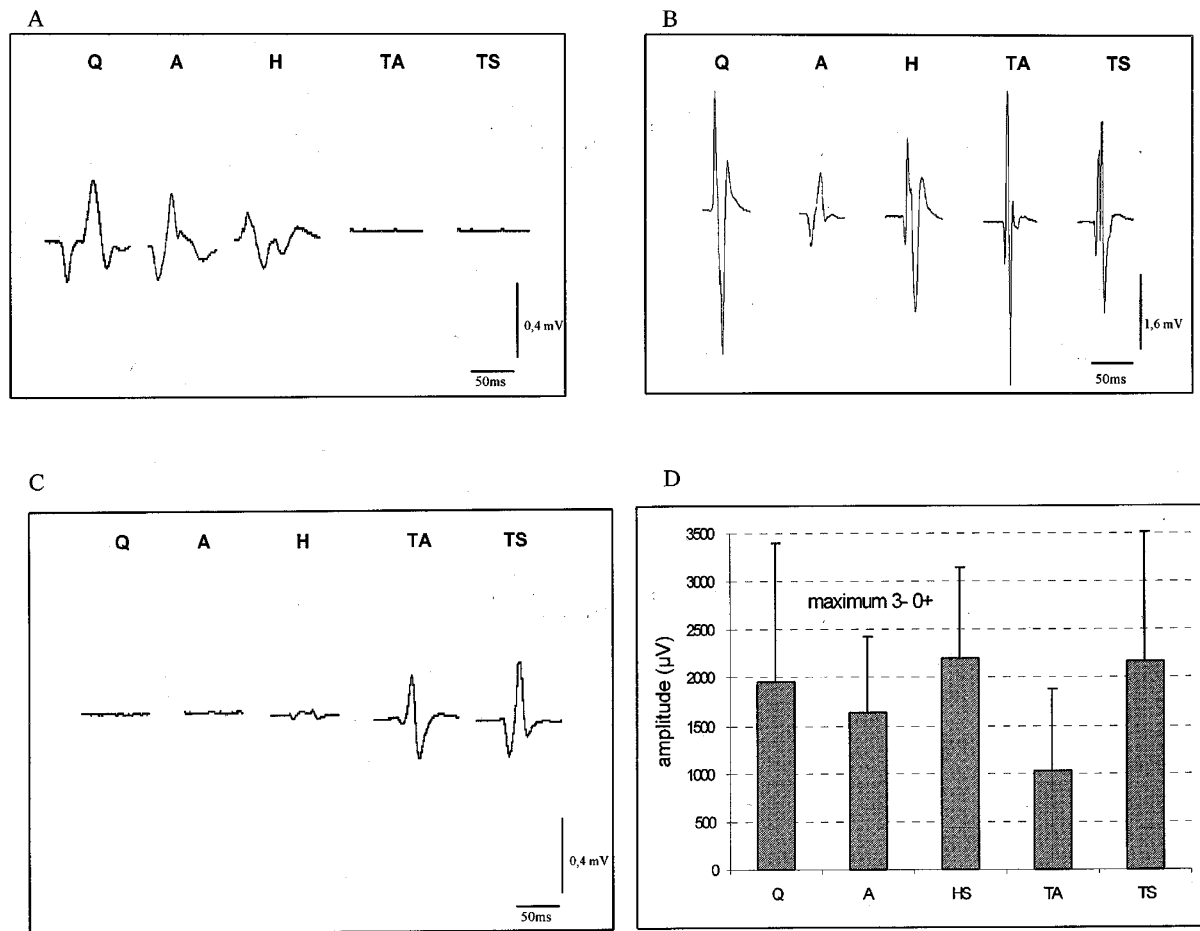 A
Q A H TA TS
0,4 mV
50ms
B
Q A H TA TS
1,6 mV
50ms
C
Q A H TA TS
0,4 mV
50ms
D
3500
3000
maximum 3- 0+
2500
2000
1500
1000
500
0
amplitude (µV)
Q A HS TA TS